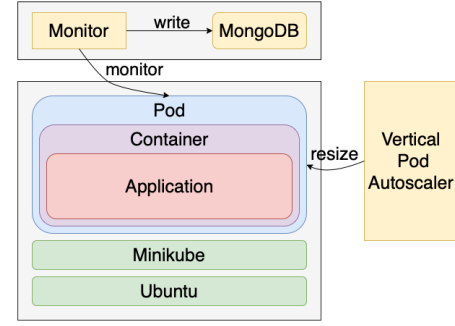 Monitor
write
MongoDB
monitor
Pod
Container
Application
resize
Vertical
Pod
Autoscaler
Minikube
Ubuntu